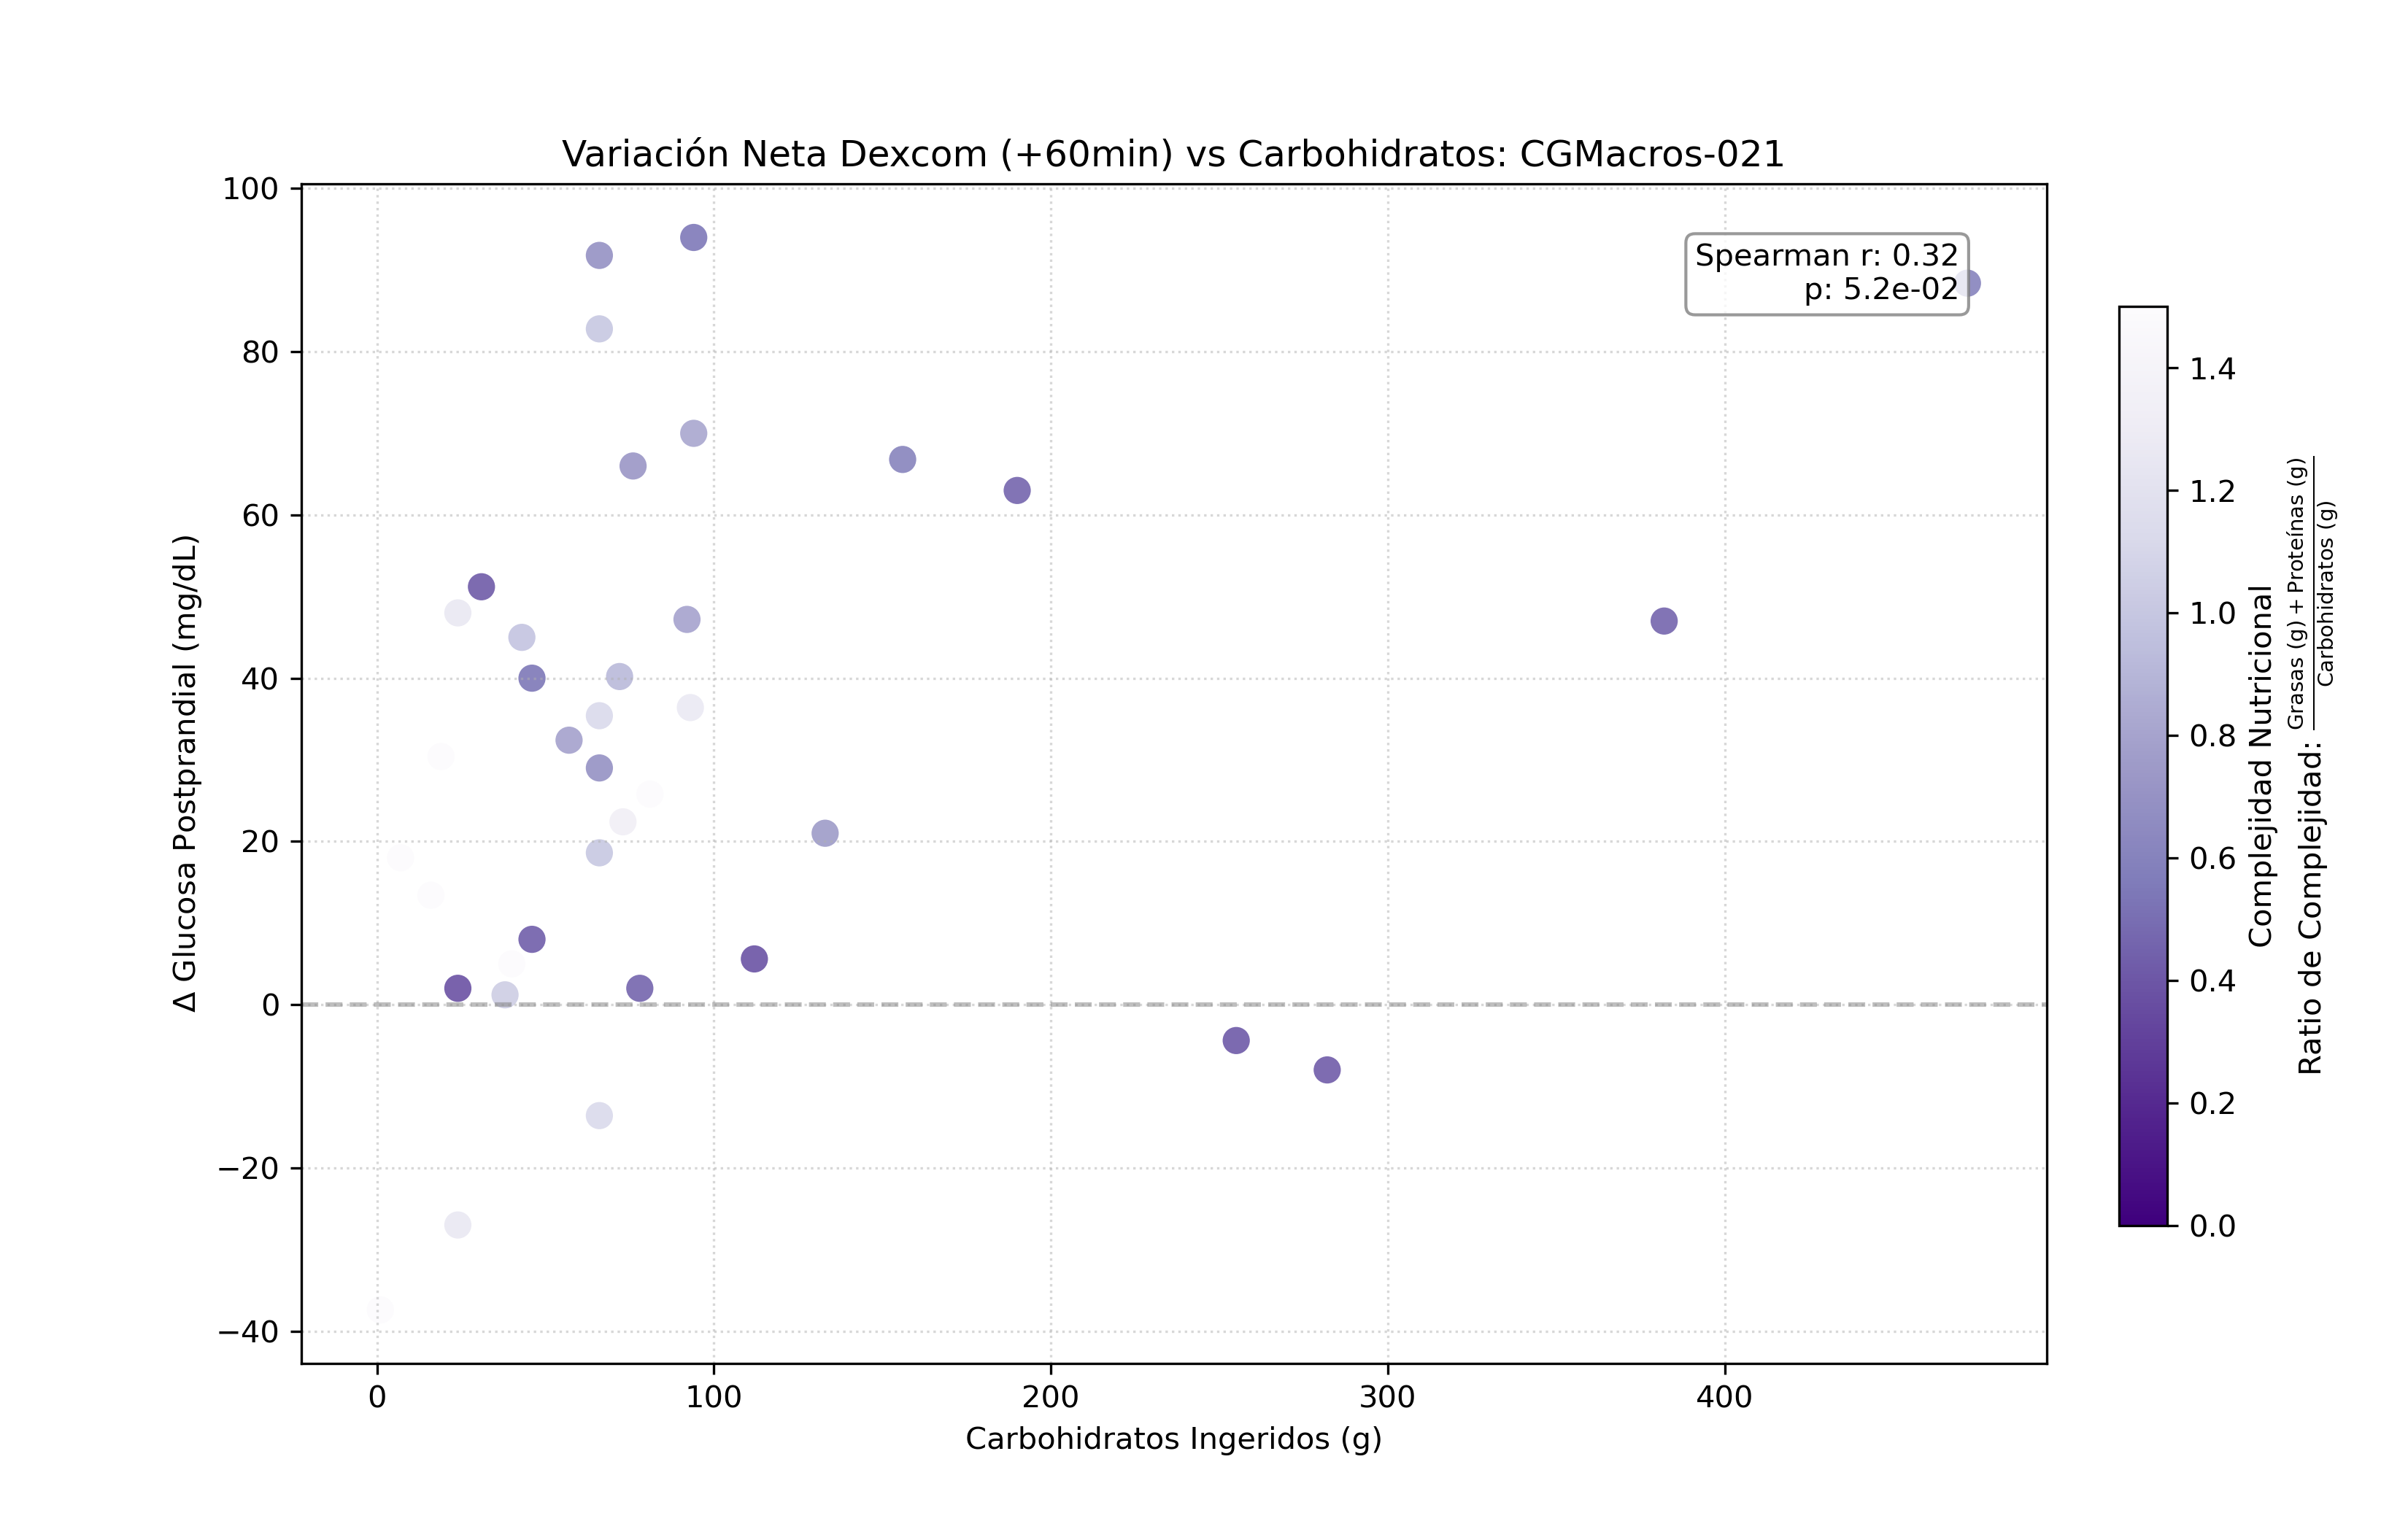 Variación Neta Dexcom (+60min) vs Carbohidratos: CGMacros-021
Δ Glucosa Postprandial (mg/dL)
100
80
60
40
20
0
−20
−40
Spearman r: 0.32
p: 5.2e-02
0
100
200
300
400
Carbohidratos Ingeridos (g)
1.4
1.2
1.0
0.8
0.6
0.4
0.2
0.0
Complejidad Nutricional
Ratio de Complejidad: Grasas (g) + Proteínas (g)
Carbohidratos (g)